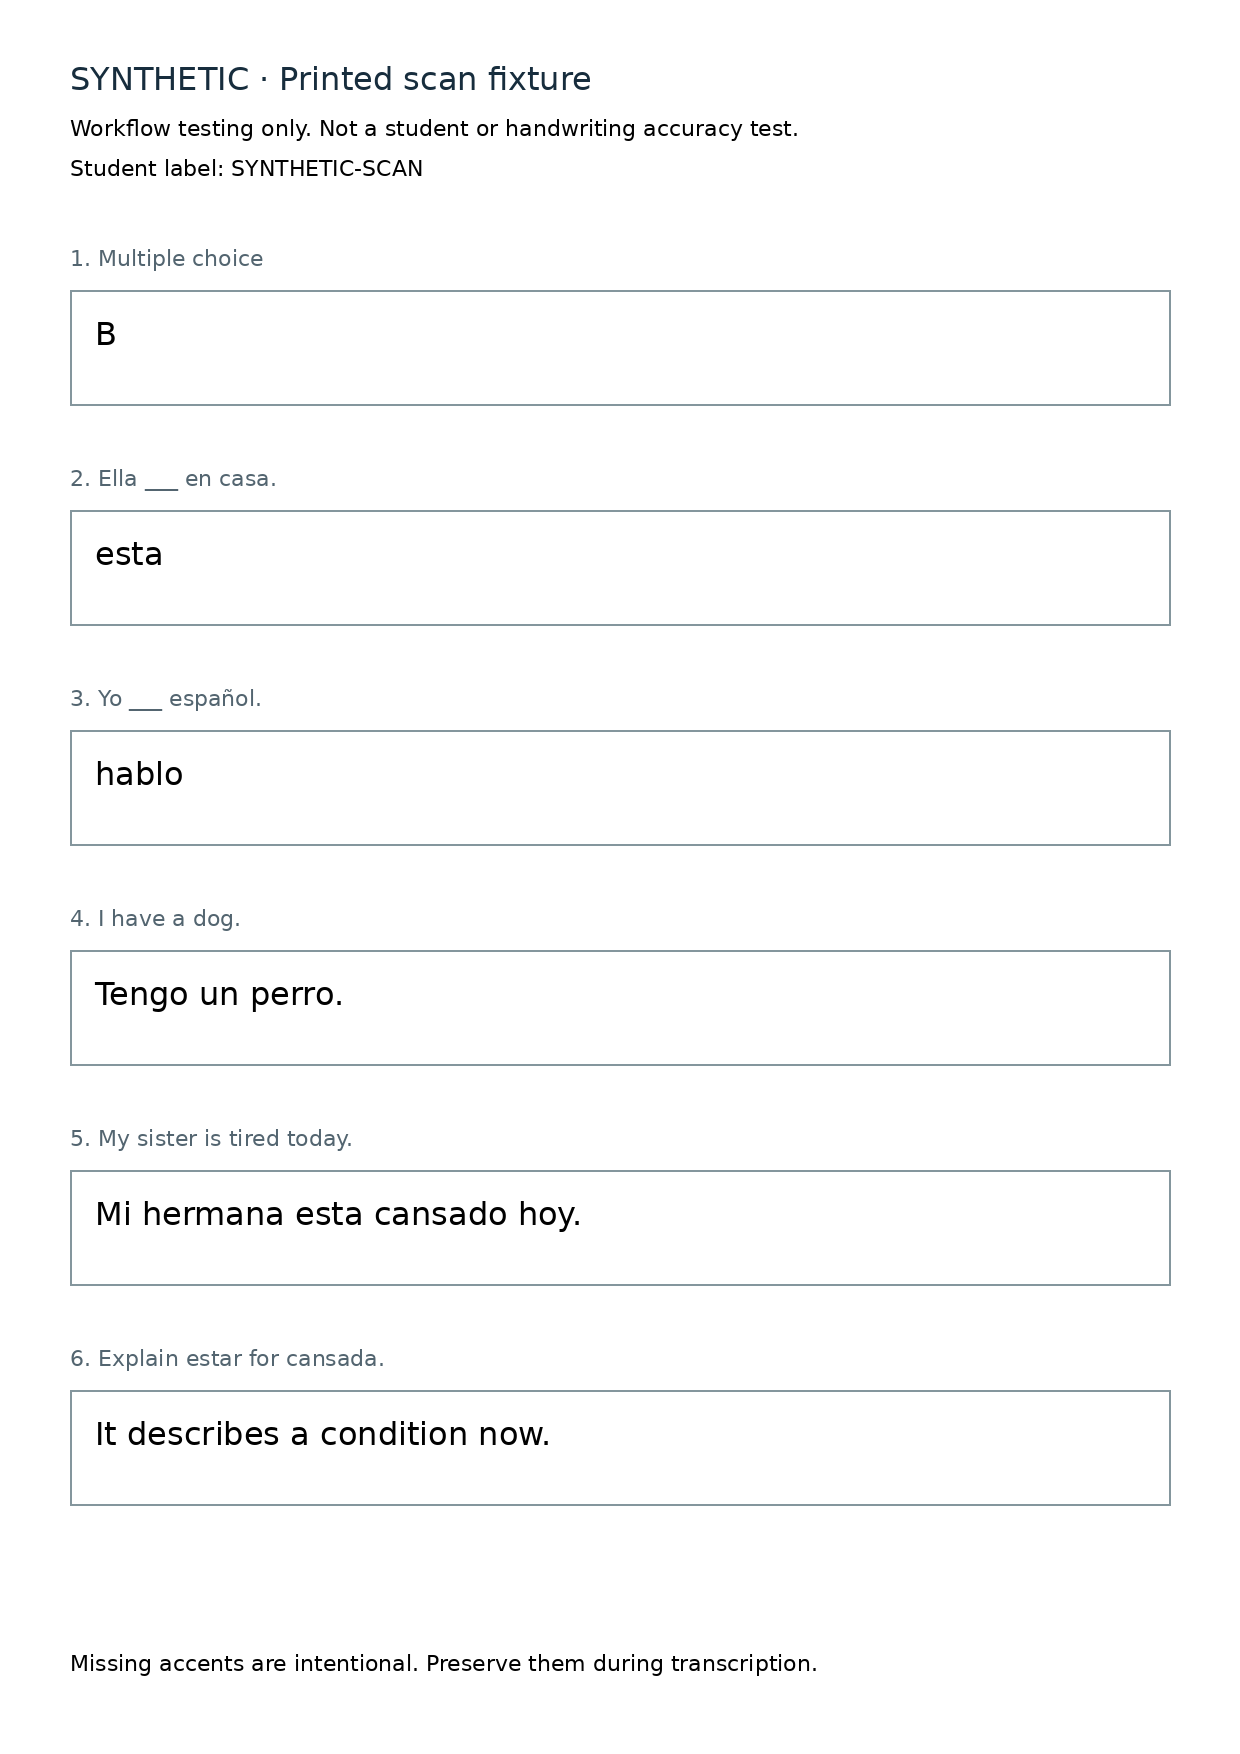 SYNTHETIC · Printed scan fixture
Workflow testing only. Not a student or handwriting accuracy test.
Student label: SYNTHETIC-SCAN
1. Multiple choice
B
2. Ella ___ en casa.
esta
3. Yo ___ español.
hablo
4. I have a dog.
Tengo un perro.
5. My sister is tired today.
Mi hermana esta cansado hoy.
6. Explain estar for cansada.
It describes a condition now.
Missing accents are intentional. Preserve them during transcription.